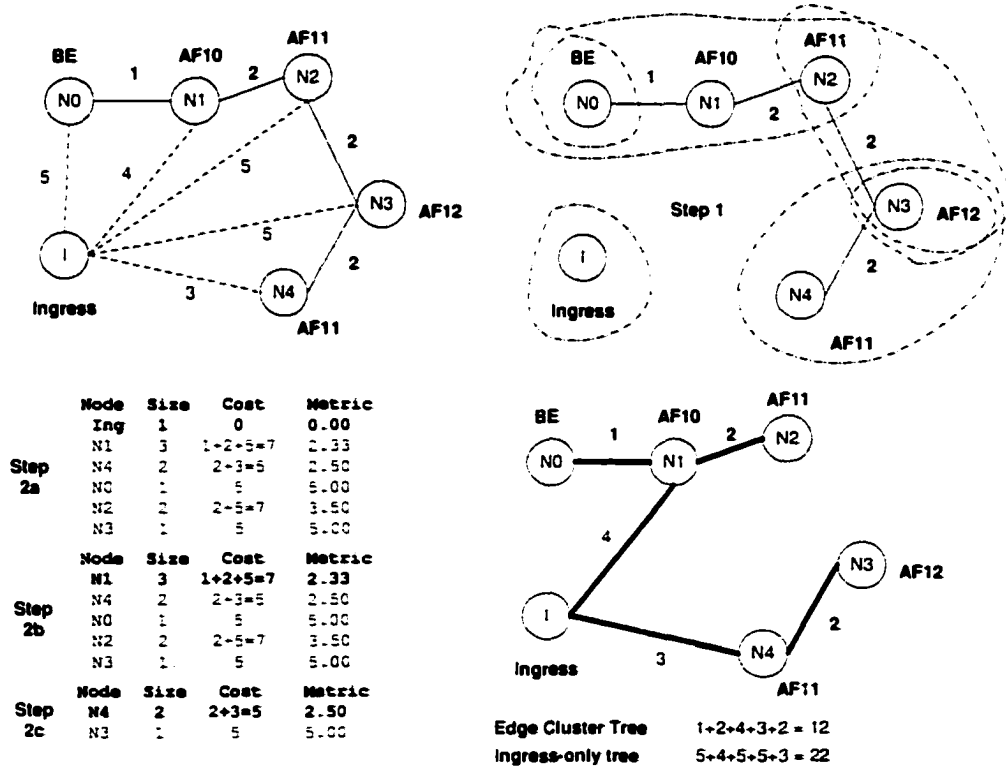 BE
AF10
AF11
1
2
N0
N1
N2
2
5
4
5
N3
AF12
I
5
2
3
N4
Ingress
AF11
BE
AF10
AF11
1
N0
N1
N2
2
2
Step 1
N3
AF12
I
2
Ingress
N4
AF11
Node Size Cost Metric
Ing 1 0 0.00
N1 3 1+2+5=7 2.33
Step 2a
N4 2 2+3=5 2.50
N0 1 5 5.00
N2 2 2+5=7 3.50
N3 1 5 5.00
Node Size Cost Metric
N1 3 1+2+5=7 2.33
Step 2b
N4 2 2+3=5 2.50
N0 1 5 5.00
N2 2 2+5=7 3.50
N3 1 5 5.00
Node Size Cost Metric
Step 2c
N4 2 2+3=5 2.50
N3 1 5 5.00
BE
AF10
AF11
1
2
N0
N1
N2
4
N3
AF12
I
2
3
N4
Ingress
AF11
Edge Cluster Tree 1+2+4+3+2 = 12
Ingress-only tree 5+4+5+5+3 = 22